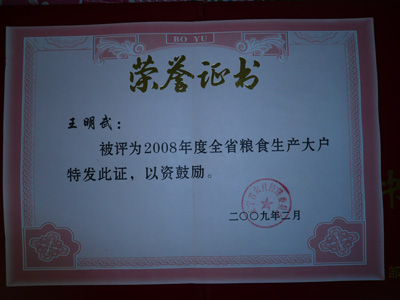 BO YU
荣誉证书
王明武：
被评为2008年度全省粮食生产大户
特发此证，以资鼓励。
二〇〇九年二月